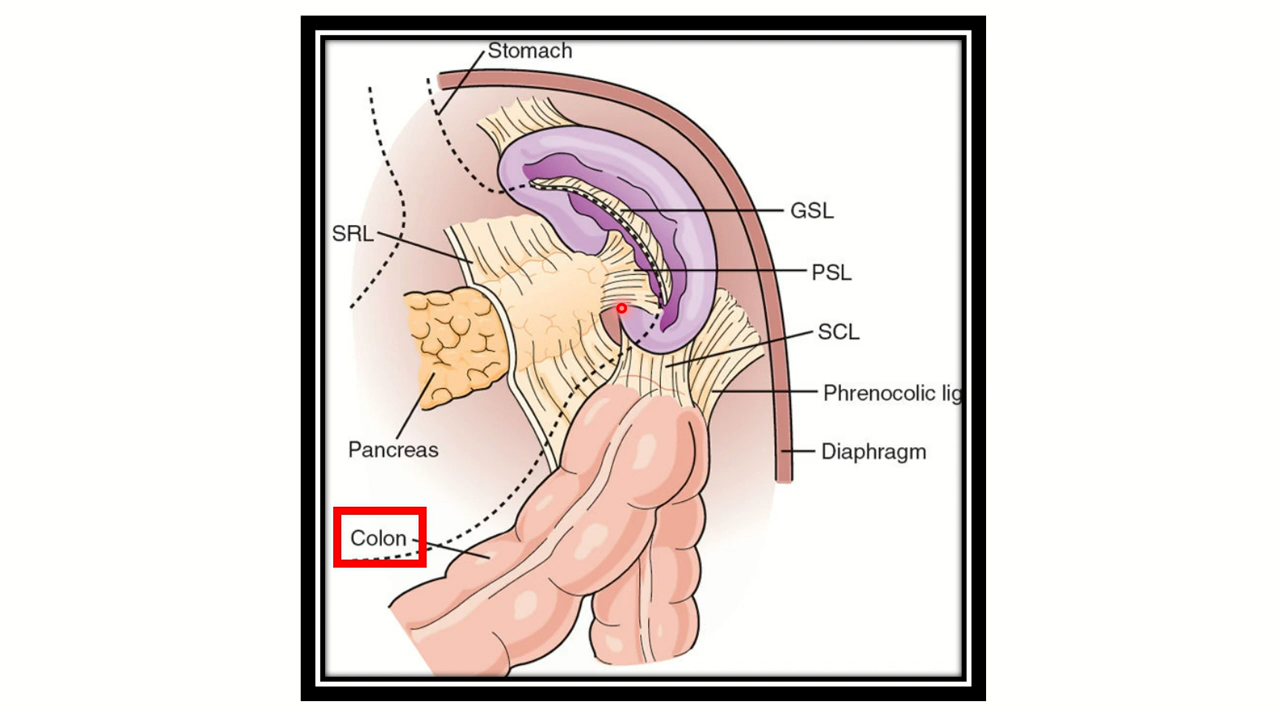 Stomach
GSL
SRL
PSL
SCL
Phrenocolic lig
Pancreas
Diaphragm
Colon